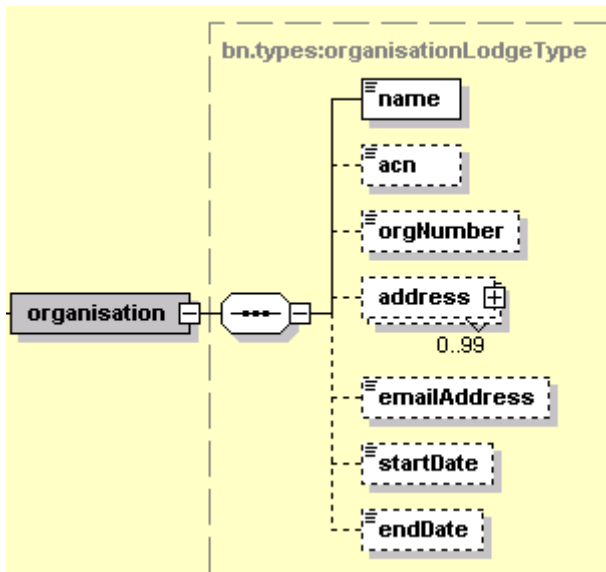 bn.types:organisationLodgeType
name
acn
orgNumber
address
0..99
organisation
emailAddress
startDate
endDate